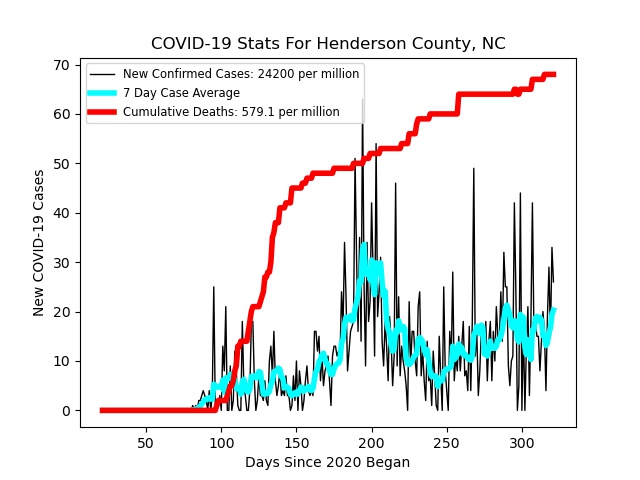 COVID-19 Stats For Henderson County, NC
New Confirmed Cases: 24200 per million
7 Day Case Average
Cumulative Deaths: 579.1 per million
New COVID-19 Cases
70
60
50
40
30
20
10
0
50 100 150 200 250 300
Days Since 2020 Began